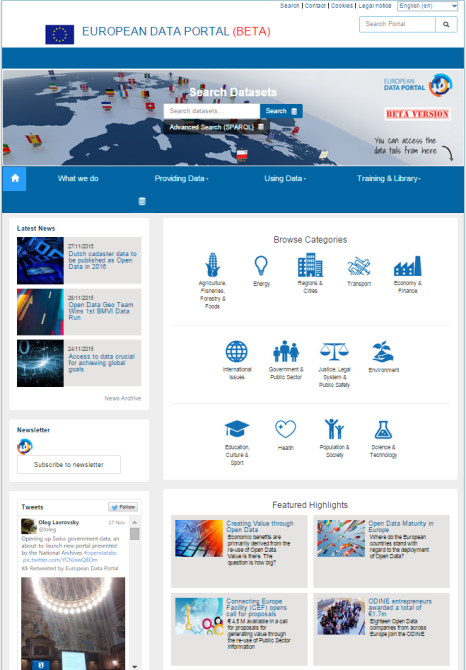 Search | Contact | Cookies | Legal notice English (en)
EUROPEAN DATA PORTAL (BETA)
Search Portal
Search Datasets
Search datasets...
Search
Advanced Search (SPARQL)
EUROPEAN
DATA PORTAL
BETA VERSION
You can access the
data tools from here
What we do
Providing Data
Using Data
Training & Library
Latest News
27/11/2015
Dutch cadaster data to
be published as Open
Data in 2016
25/11/2015
Open Data Geo Team
Wins 1st BMVI Data
Run
24/11/2015
Access to data crucial
for achieving global
goals
News Archive
Newsletter
Subscribe to newsletter
Tweets
Follow
Oleg Lavrovsky
27 Nov
@loleg
Opening up Swiss government data, an
about-to-launch new portal presented
by the National Archives #opendatabs
Retweeted by European Data Portal
Browse Categories
Agriculture,
Fisheries,
Forestry &
Foods
Energy
Regions &
Cities
Transport
Economy &
Finance
International
Issues
Government &
Public Sector
Justice, Legal
System &
Public Safety
Environment
Education,
Culture &
Sport
Health
Population &
Society
Science &
Technology
Featured Highlights
Creating Value through
Open Data
Economic benefits are
primarily derived from the
re-use of Open Data.
Value is there. The
question is how big?
Open Data Maturity in
Europe
Where do the European
countries stand with
regard to the deployment
of Open Data?
Connecting Europe
Facility (CEF) opens
call for proposals
€ 4.5 M available in a call
for proposals for
generating value through
the re-use of Public Sector
Information
ODINE entrepreneurs
awarded a total of
€1.7m
Eighteen Open Data
companies from across
Europe join the ODINE